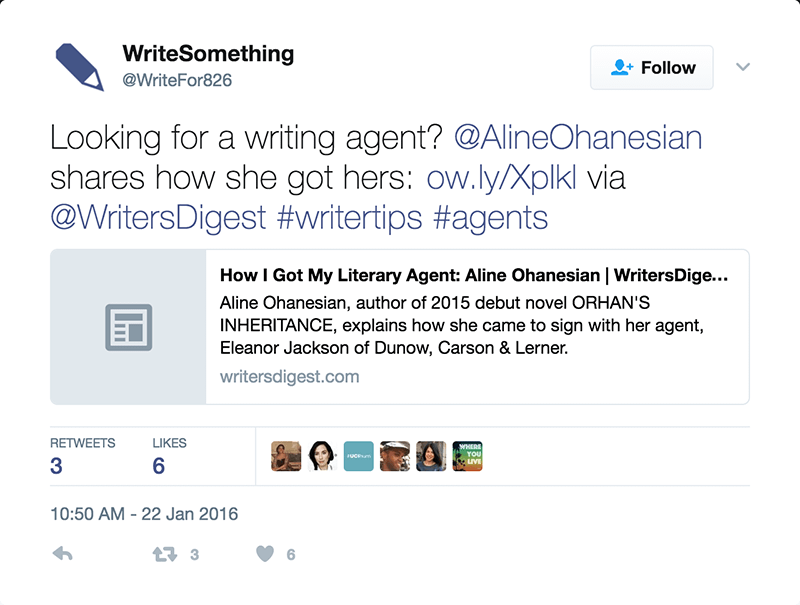 WriteSomething
@WriteFor826
Follow
Looking for a writing agent? @AlineOhanesian
shares how she got hers: ow.ly/Xplkl via
@WritersDigest #writertips #agents
How I Got My Literary Agent: Aline Ohanesian | WritersDige...
Aline Ohanesian, author of 2015 debut novel ORHAN'S
INHERITANCE, explains how she came to sign with her agent,
Eleanor Jackson of Dunow, Carson & Lerner.
writersdigest.com
RETWEETS LIKES
3 6
WHERE
YOU
LIVE
10:50 AM - 22 Jan 2016
3 6